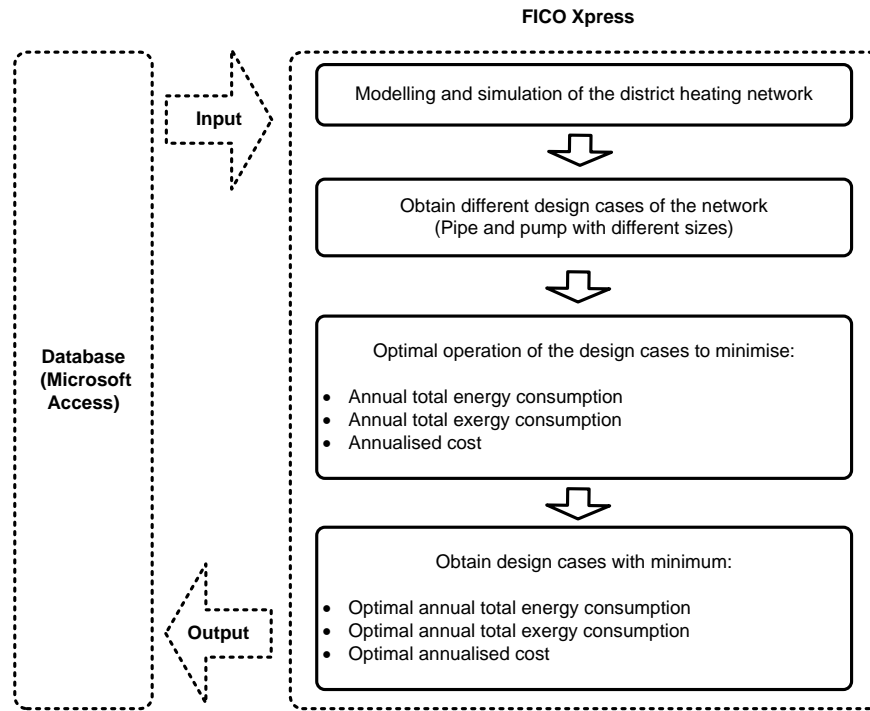 FICO Xpress
Database
(Microsoft
Access)
Input
Output
Modelling and simulation of the district heating network
Obtain different design cases of the network
(Pipe and pump with different sizes)
Optimal operation of the design cases to minimise:
• Annual total energy consumption
• Annual total exergy consumption
• Annualised cost
Obtain design cases with minimum:
• Optimal annual total energy consumption
• Optimal annual total exergy consumption
• Optimal annualised cost